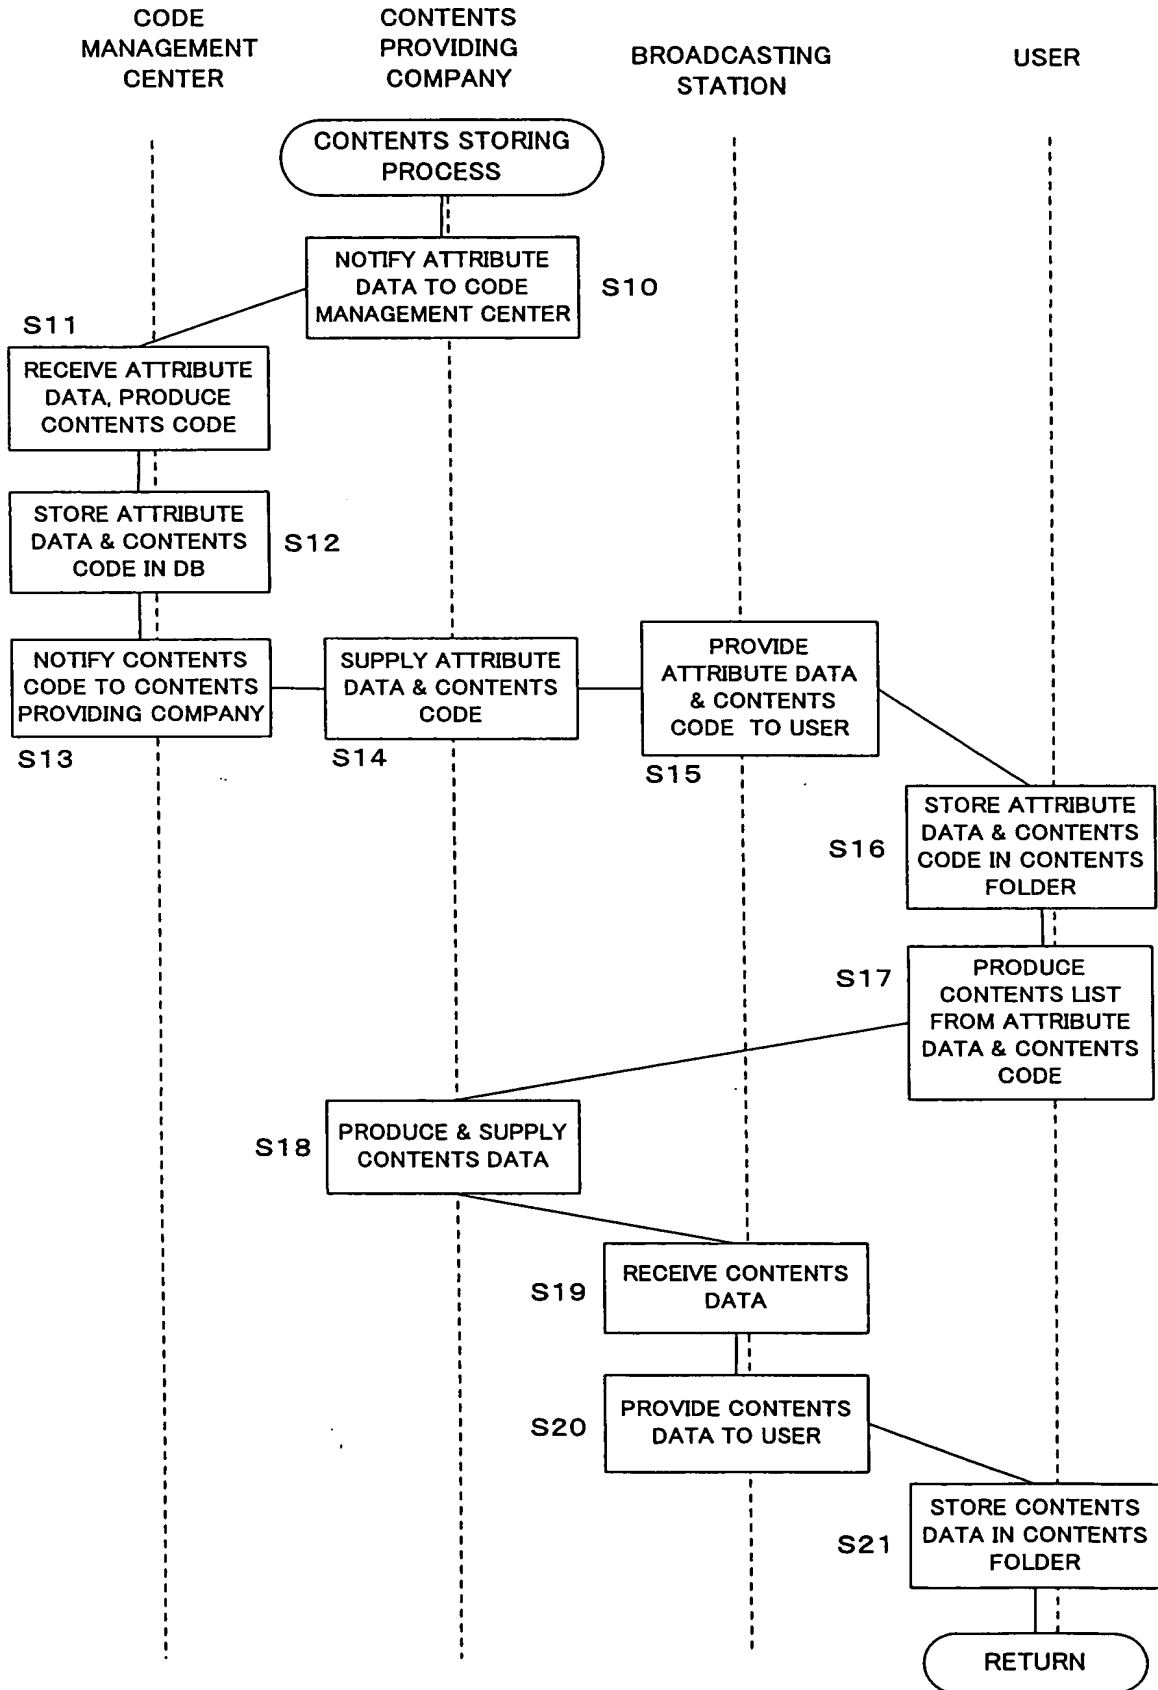 CODE
MANAGEMENT
CENTER
CONTENTS
PROVIDING
COMPANY
BROADCASTING
STATION
USER
CONTENTS STORING
PROCESS
NOTIFY ATTRIBUTE
DATA TO CODE
MANAGEMENT CENTER
S10
S11
RECEIVE ATTRIBUTE
DATA, PRODUCE
CONTENTS CODE
STORE ATTRIBUTE
DATA & CONTENTS
CODE IN DB
S12
NOTIFY CONTENTS
CODE TO CONTENTS
PROVIDING COMPANY
S13
SUPPLY ATTRIBUTE
DATA & CONTENTS
CODE
S14
PROVIDE
ATTRIBUTE DATA
& CONTENTS
CODE TO USER
S15
STORE ATTRIBUTE
DATA & CONTENTS
CODE IN CONTENTS
FOLDER
S16
S17
PRODUCE
CONTENTS LIST
FROM ATTRIBUTE
DATA & CONTENTS
CODE
S18
PRODUCE & SUPPLY
CONTENTS DATA
S19
RECEIVE CONTENTS
DATA
S20
PROVIDE CONTENTS
DATA TO USER
S21
STORE CONTENTS
DATA IN CONTENTS
FOLDER
RETURN